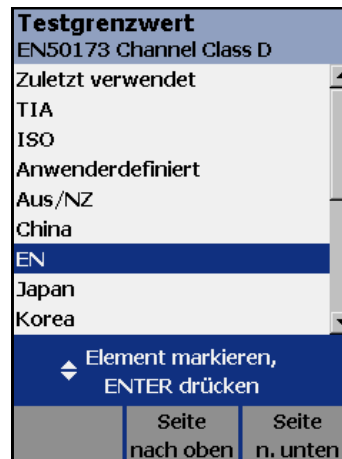 Testgrenzwert
EN50173 Channel Class D
Zuletzt verwendet
TIA
ISO
Anwenderdefiniert
Aus/NZ
China
EN
Japan
Korea
Element markieren,
ENTER drücken
Seite
nach oben
Seite
n. unten